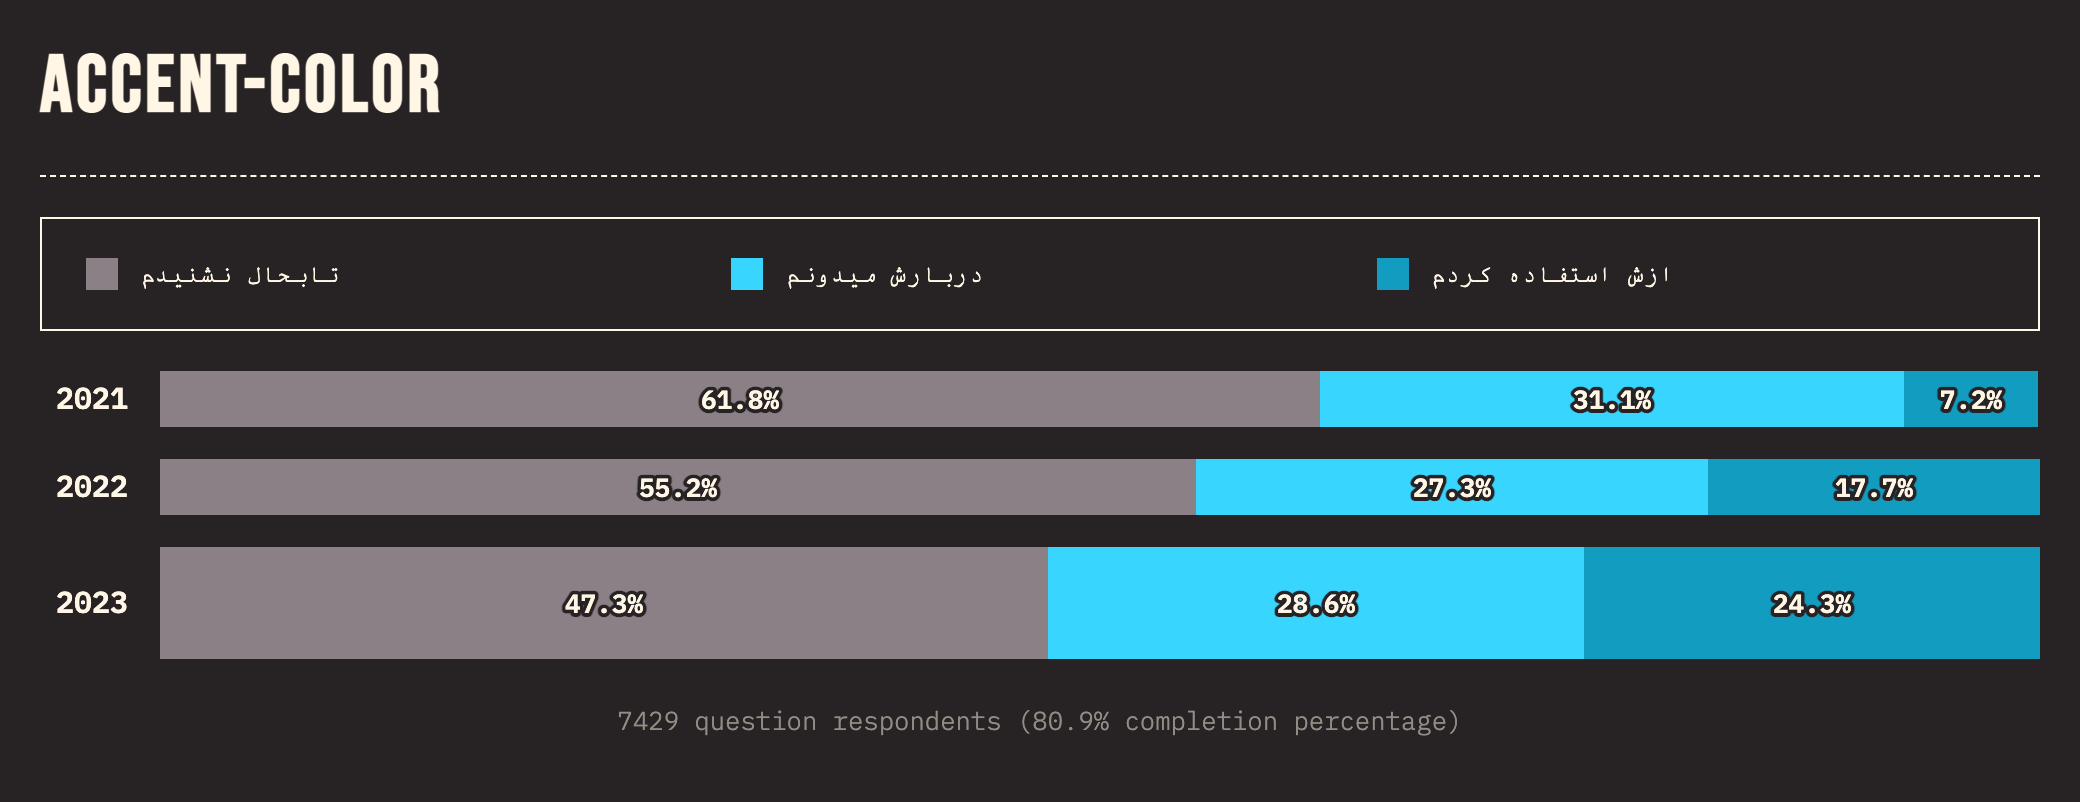 ACCENT-COLOR
تابحال نشنیدم
دربارش میدونم
ازش استفاده کردم
2021 61.8% 31.1% 7.2%
2022 55.2% 27.3% 17.7%
2023 47.3% 28.6% 24.3%
7429 question respondents (80.9% completion percentage)